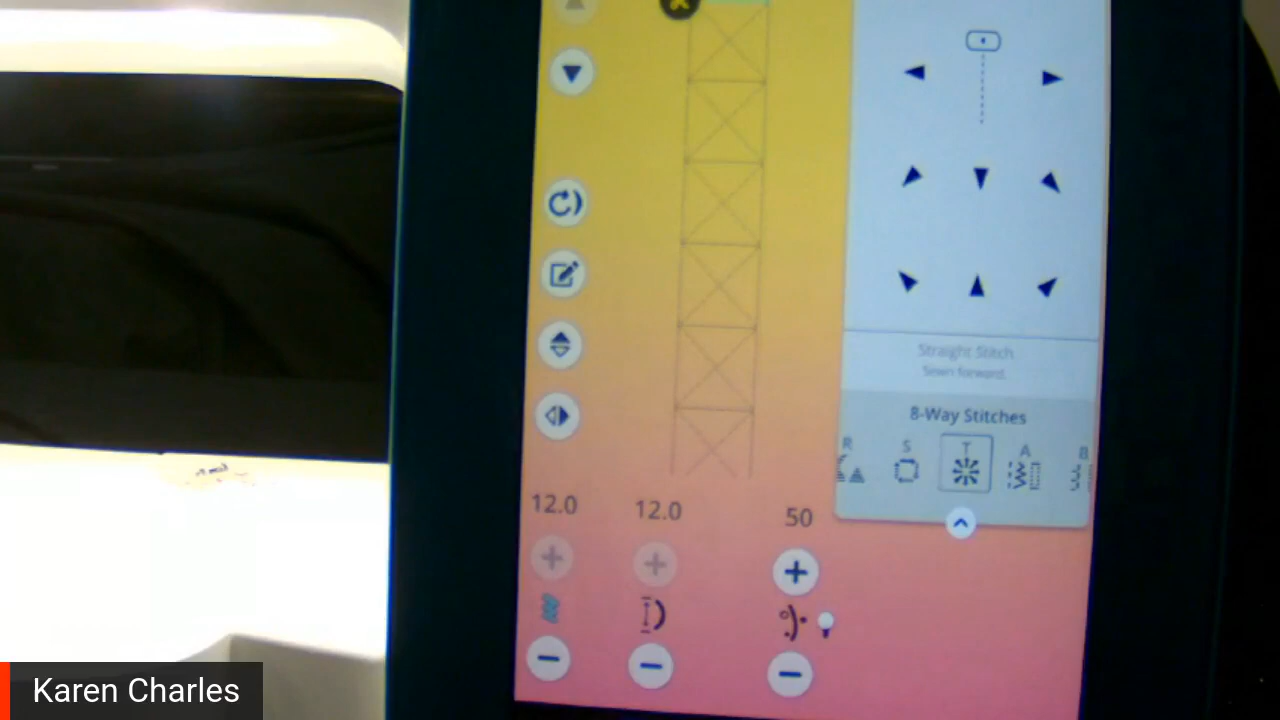 Straight Stitch
Sewn forward.
8-Way Stitches
R S T A B
12.0 12.0 50
Karen Charles